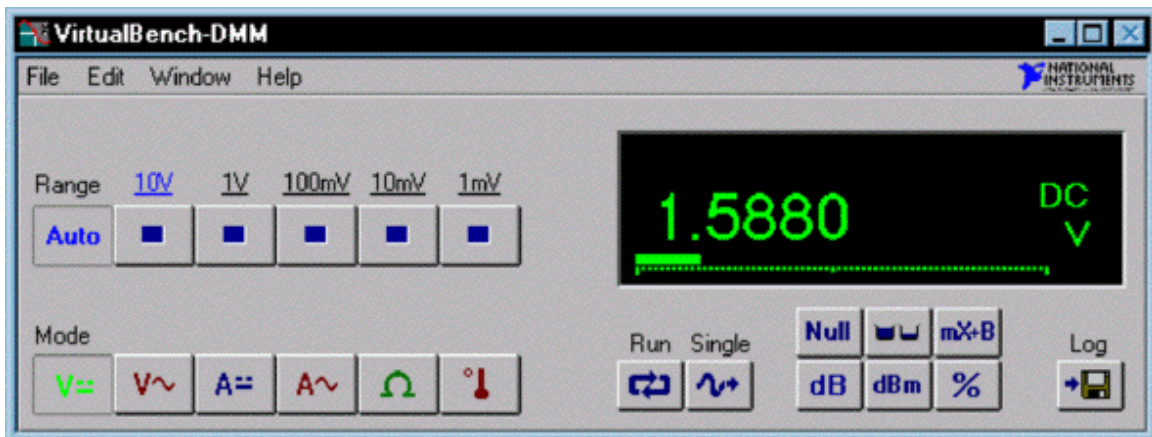 VirtualBench-DMM
File Edit Window Help
NATIONAL
INSTRUMENTS
Range 10V 1V 100mV 10mV 1mV
Auto
1.5880 DC
V
Mode
V V A A Ω °
Run Single
Null mX+B
Log
dB dBm %